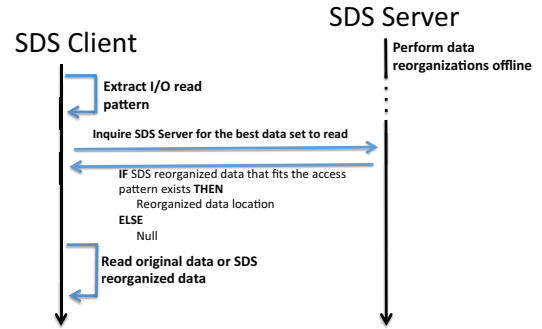 SDS Server
SDS Client
Perform data
reorganizations offline
Extract I/O read
pattern
Inquire SDS Server for the best data set to read
IF SDS reorganized data that fits the access
pattern exists THEN
Reorganized data location
ELSE
Null
Read original data or SDS
reorganized data